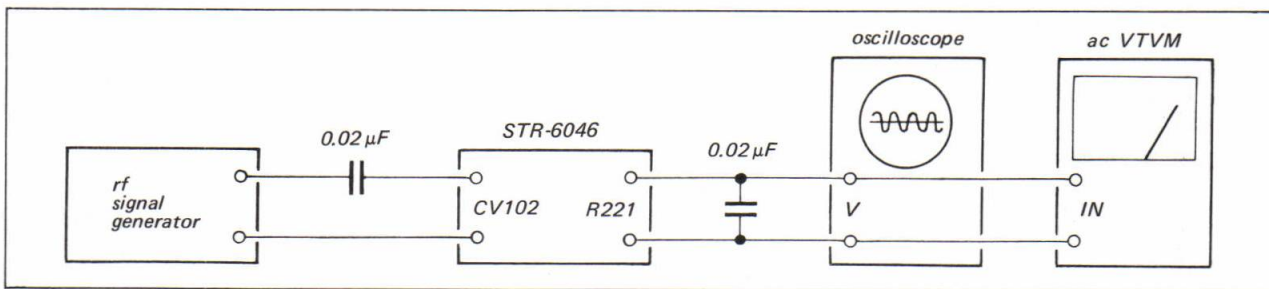 oscilloscope
ac VTVM
0.02 μF
STR-6046
0.02 μF
rf
signal
generator
CV102
R221
V
IN